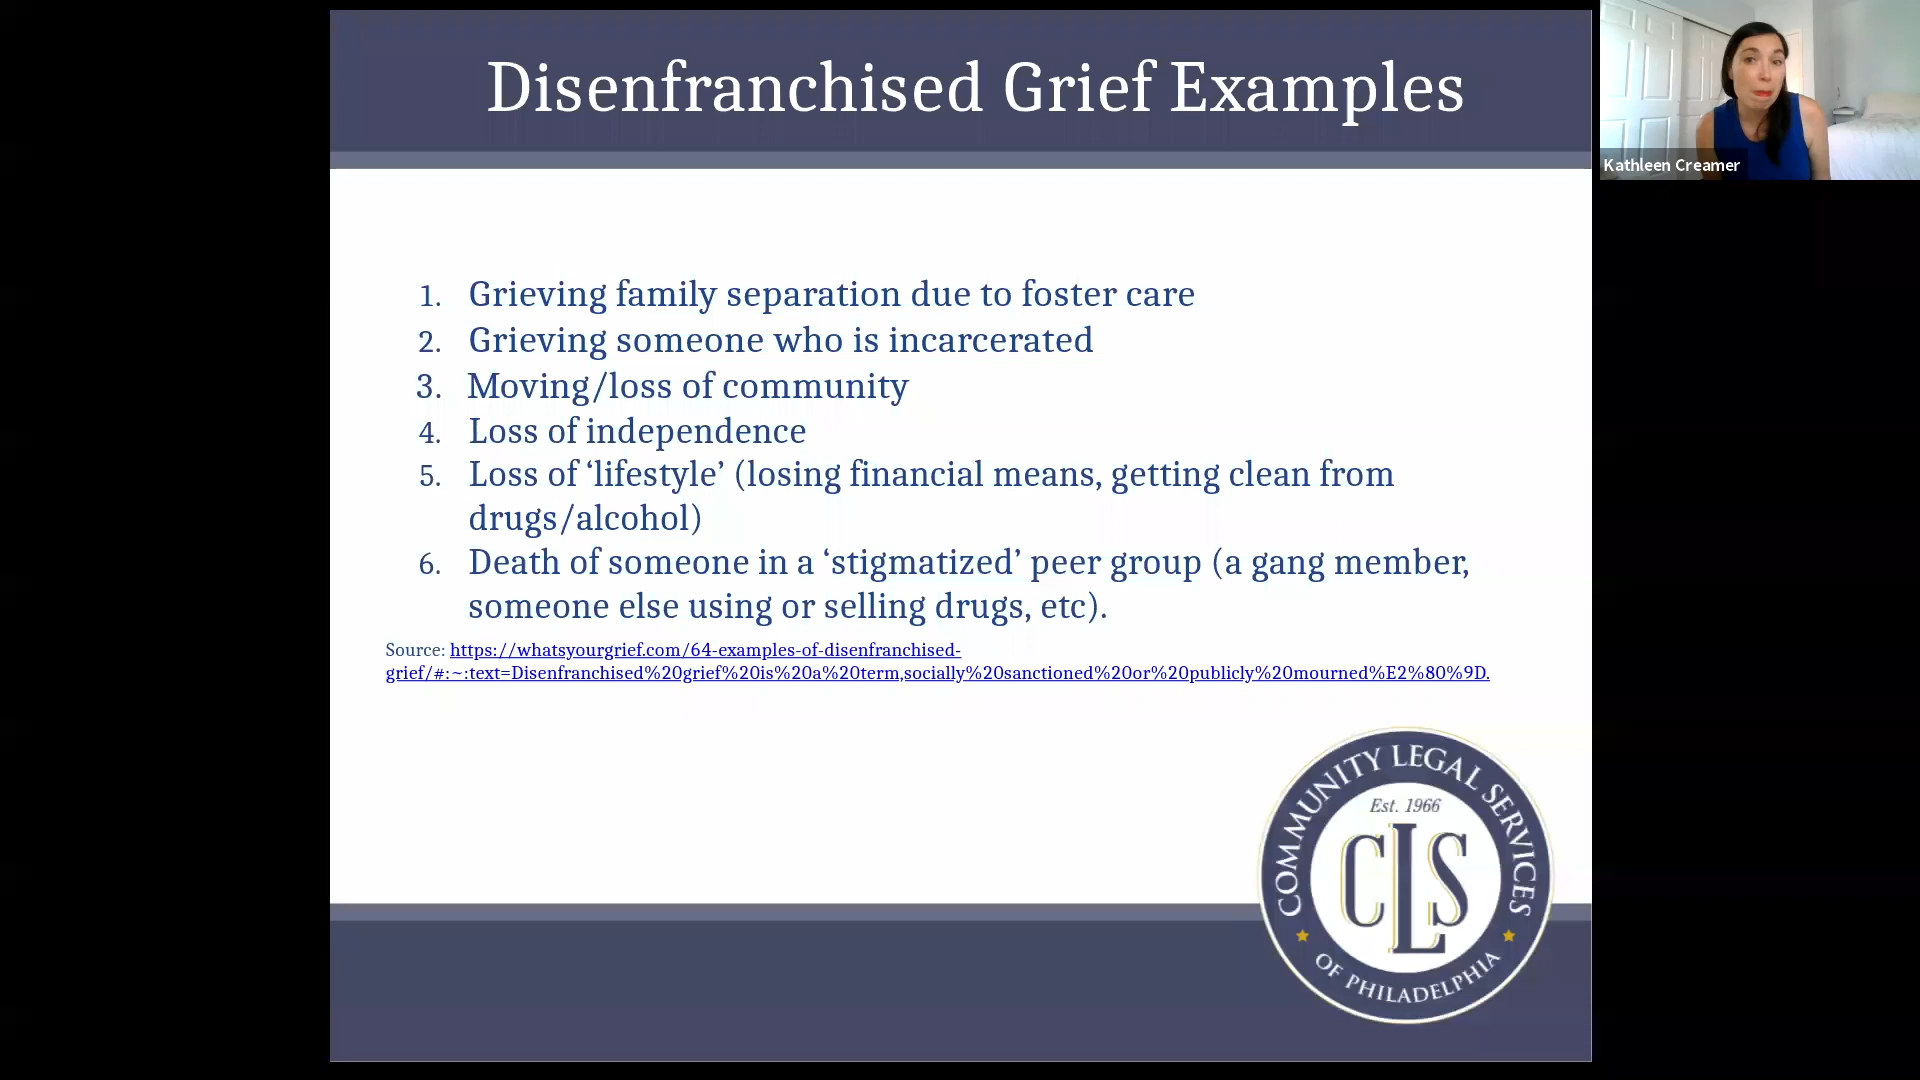 Disenfranchised Grief Examples
Kathleen Creamer
1. Grieving family separation due to foster care
2. Grieving someone who is incarcerated
3. Moving/loss of community
4. Loss of independence
5. Loss of ‘lifestyle’ (losing financial means, getting clean from
drugs/alcohol)
6. Death of someone in a ‘stigmatized’ peer group (a gang member,
someone else using or selling drugs, etc).
Source: https://whatsyourgrief.com/64-examples-of-disenfranchised-
grief/#:~:text=Disenfranchised%20grief%20is%20a%20term,socially%20sanctioned%20or%20publicly%20mourned%E2%80%9D.
COMMUNITY LEGAL SERVICES
Est. 1966
CLS
OF PHILADELPHIA